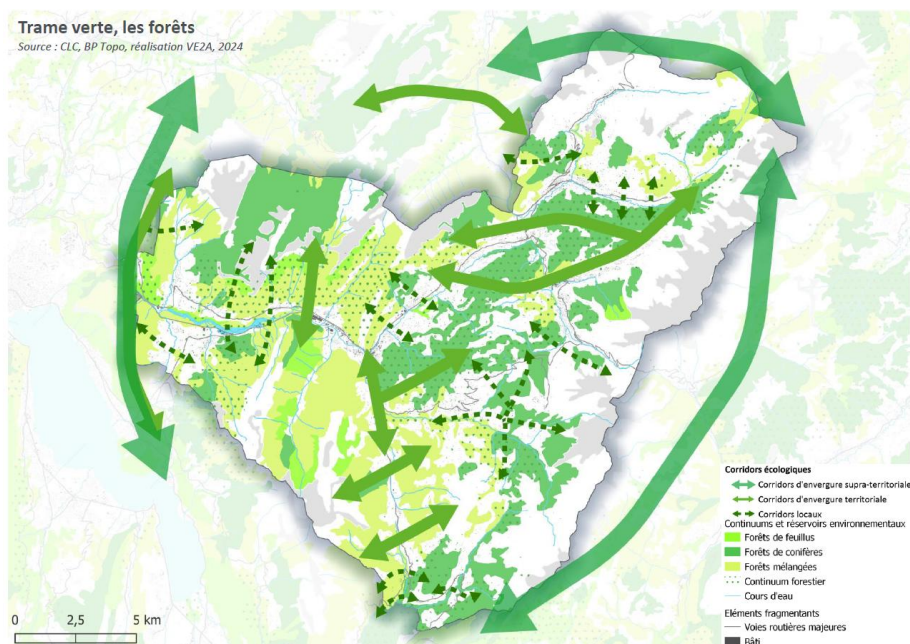 Trame verte, les forêts
Source : CLC, BP Topo, réalisation VE2A, 2024
Corridors écologiques
Corridors d'envergure supra-territoriale
Corridors d'envergure territoriale
Corridors locaux
Continuums et réservoirs environnementaux
Forêts de feuillus
Forêts de conifères
Forêts mélangées
Continuum forestier
Cours d'eau
Eléments fragmentants
Voies routières majeures
Bâti
0 2,5 5 km